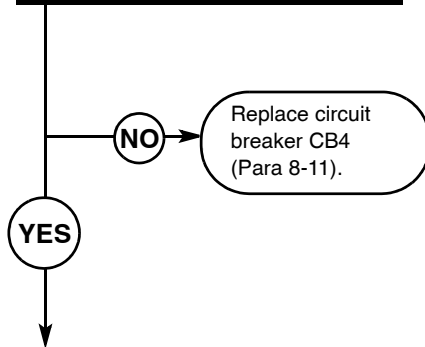 NO
Replace circuit
breaker CB4
(Para 8-11).
YES